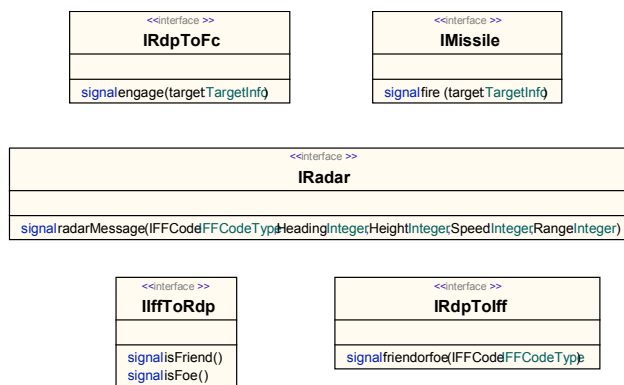 <<interface >>
IRdpToFc
signal engage(target:TargetInfo)
<<interface >>
IMissile
signal fire (target:TargetInfo)
<<interface >>
IRadar
signal radarMessage(IFFCode:IFFCodeType,Heading:Integer,Height:Integer,Speed:Integer,Range:Integer)
<<interface >>
IIffToRdp
signal isFriend()
signal isFoe()
<<interface >>
IRdpToIff
signal friendorfoe(IFFCode:IFFCodeType)